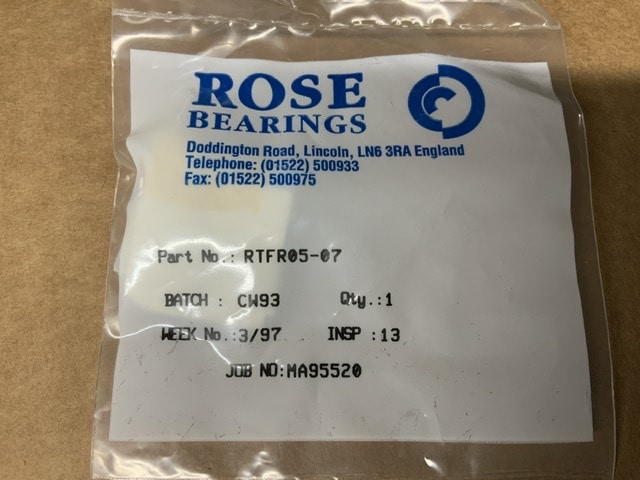 ROSE
BEARINGS
Doddington Road, Lincoln, LN6 3RA England
Telephone: (01522) 500933
Fax: (01522) 500975
Part No.: RTFR05-07
BATCH : CW93 Qty.:1
WEEK No.:3/97 INSP :13
JOB NO:MA95520